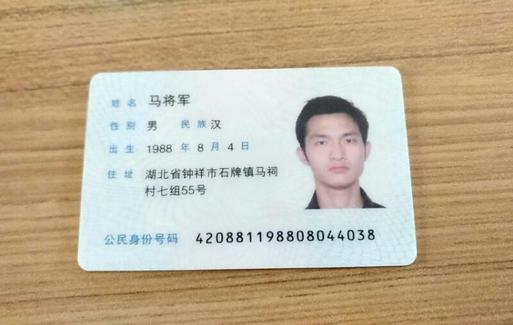 姓名 马将军
性别 男 民族 汉
出生 1988 年 8 月 4 日
住址 湖北省钟祥市石牌镇马祠
村七组55号
公民身份号码 420881198808044038